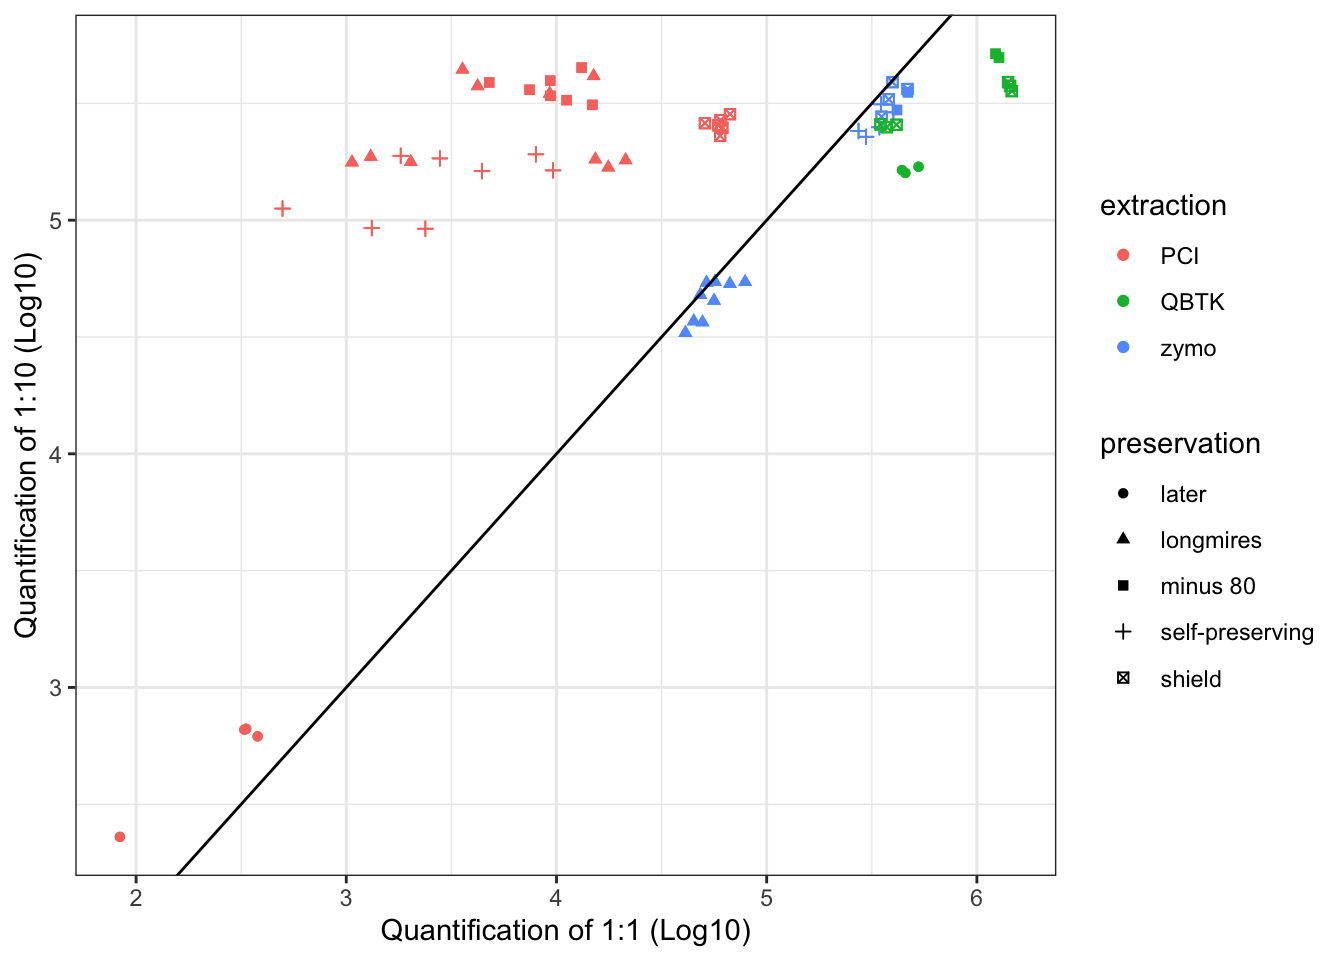 Quantification of 1:10 (Log10)
5
4
3
2 3 4 5 6
Quantification of 1:1 (Log10)
extraction
PCI
QBTK
zymo
preservation
later
longmires
minus 80
self-preserving
shield